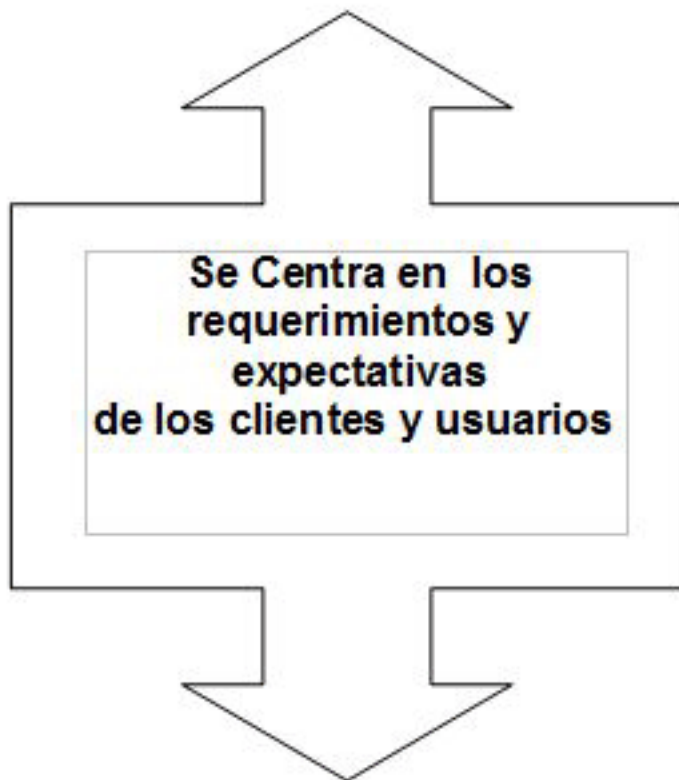 Se Centra en  los
requerimientos y
expectativas
de los clientes y usuarios